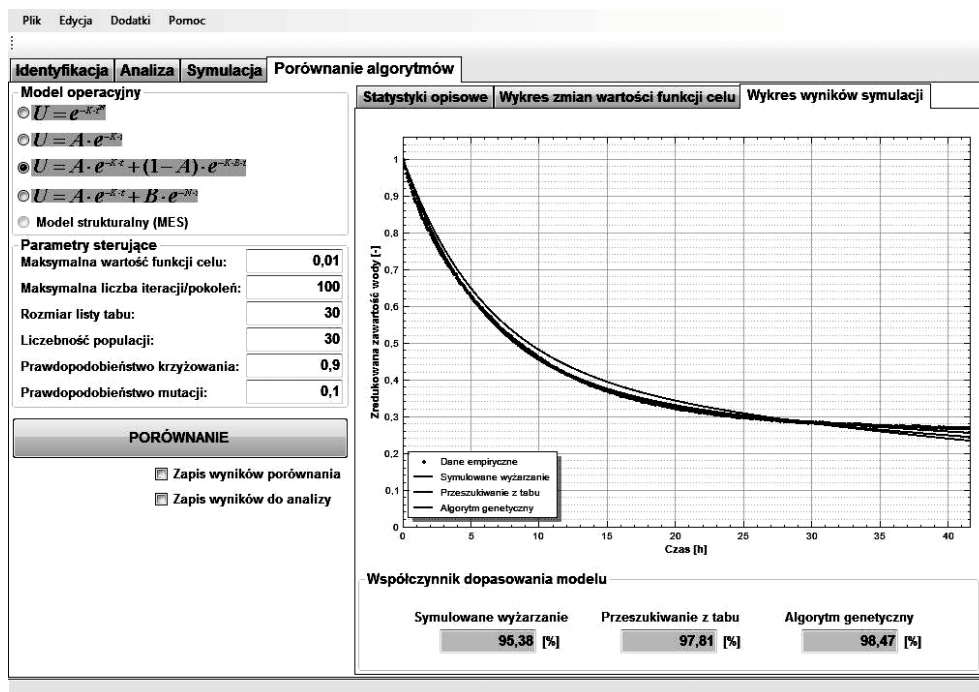 Plik Edycja Dodatki Pomoc
Identyfikacja Analiza Symulacja Porównanie algorytmów
Model operacyjny
U = e^{-K·t^N}
U = A·e^{-K·t}
U = A·e^{-K·t} + (1−A)·e^{-K·B·t}
U = A·e^{-K·t} + B·e^{-N·t}
Model strukturalny (MES)
Parametry sterujące
Maksymalna wartość funkcji celu: 0,01
Maksymalna liczba iteracji/pokoleń: 100
Rozmiar listy tabu: 30
Liczebność populacji: 30
Prawdopodobieństwo krzyżowania: 0,9
Prawdopodobieństwo mutacji: 0,1
PORÓWNANIE
Zapis wyników porównania
Zapis wyników do analizy
Statystyki opisowe Wykres zmian wartości funkcji celu Wykres wyników symulacji
Zredukowana zawartość wody [-]
1
0,9
0,8
0,7
0,6
0,5
0,4
0,3
0,2
0,1
0
Dane empiryczne
Symulowane wyżarzanie
Przeszukiwanie z tabu
Algorytm genetyczny
0 5 10 15 20 25 30 35 40
Czas [h]
Współczynnik dopasowania modelu
Symulowane wyżarzanie Przeszukiwanie z tabu Algorytm genetyczny
95,38 [%] 97,81 [%] 98,47 [%]